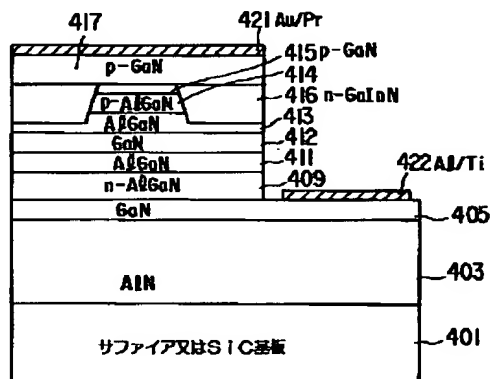 417
421 Au/Pr
p-GaN
415 p-GaN
414
p-AlGaN
416 n-GaInN
AlGaN
413
GaN
412
AlGaN
411
n-AlGaN
409
422 Al/Ti
GaN
405
AlN
403
サファイア又はSiC基板
401